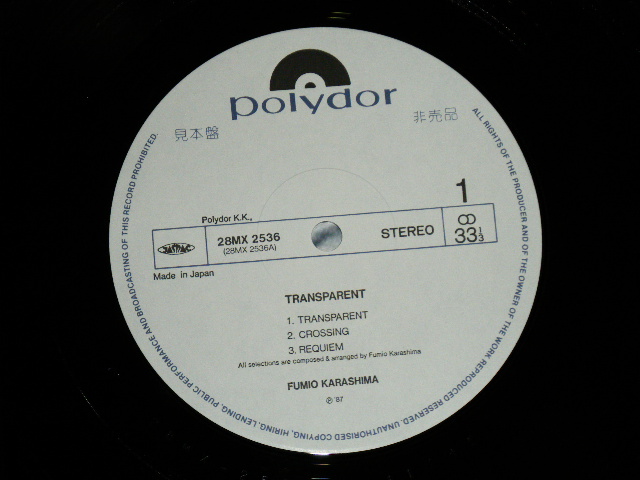 polydor
見本盤
非売品
ALL RIGHTS OF THE PRODUCER AND OF THE OWNER OF THE WORK REPRODUCED RESERVED. UNAUTHORISED COPYING, HIRING, LENDING, PUBLIC PERFORMANCE AND BROADCASTING OF THIS RECORD PROHIBITED.
1
Polydor K.K.,
JASRAC
28MX 2536
(28MX 2536A)
STEREO
33 1/3
Made in Japan
TRANSPARENT
1. TRANSPARENT
2. CROSSING
3. REQUIEM
All selections are composed & arranged by Fumio Karashima
FUMIO KARASHIMA
℗ '87